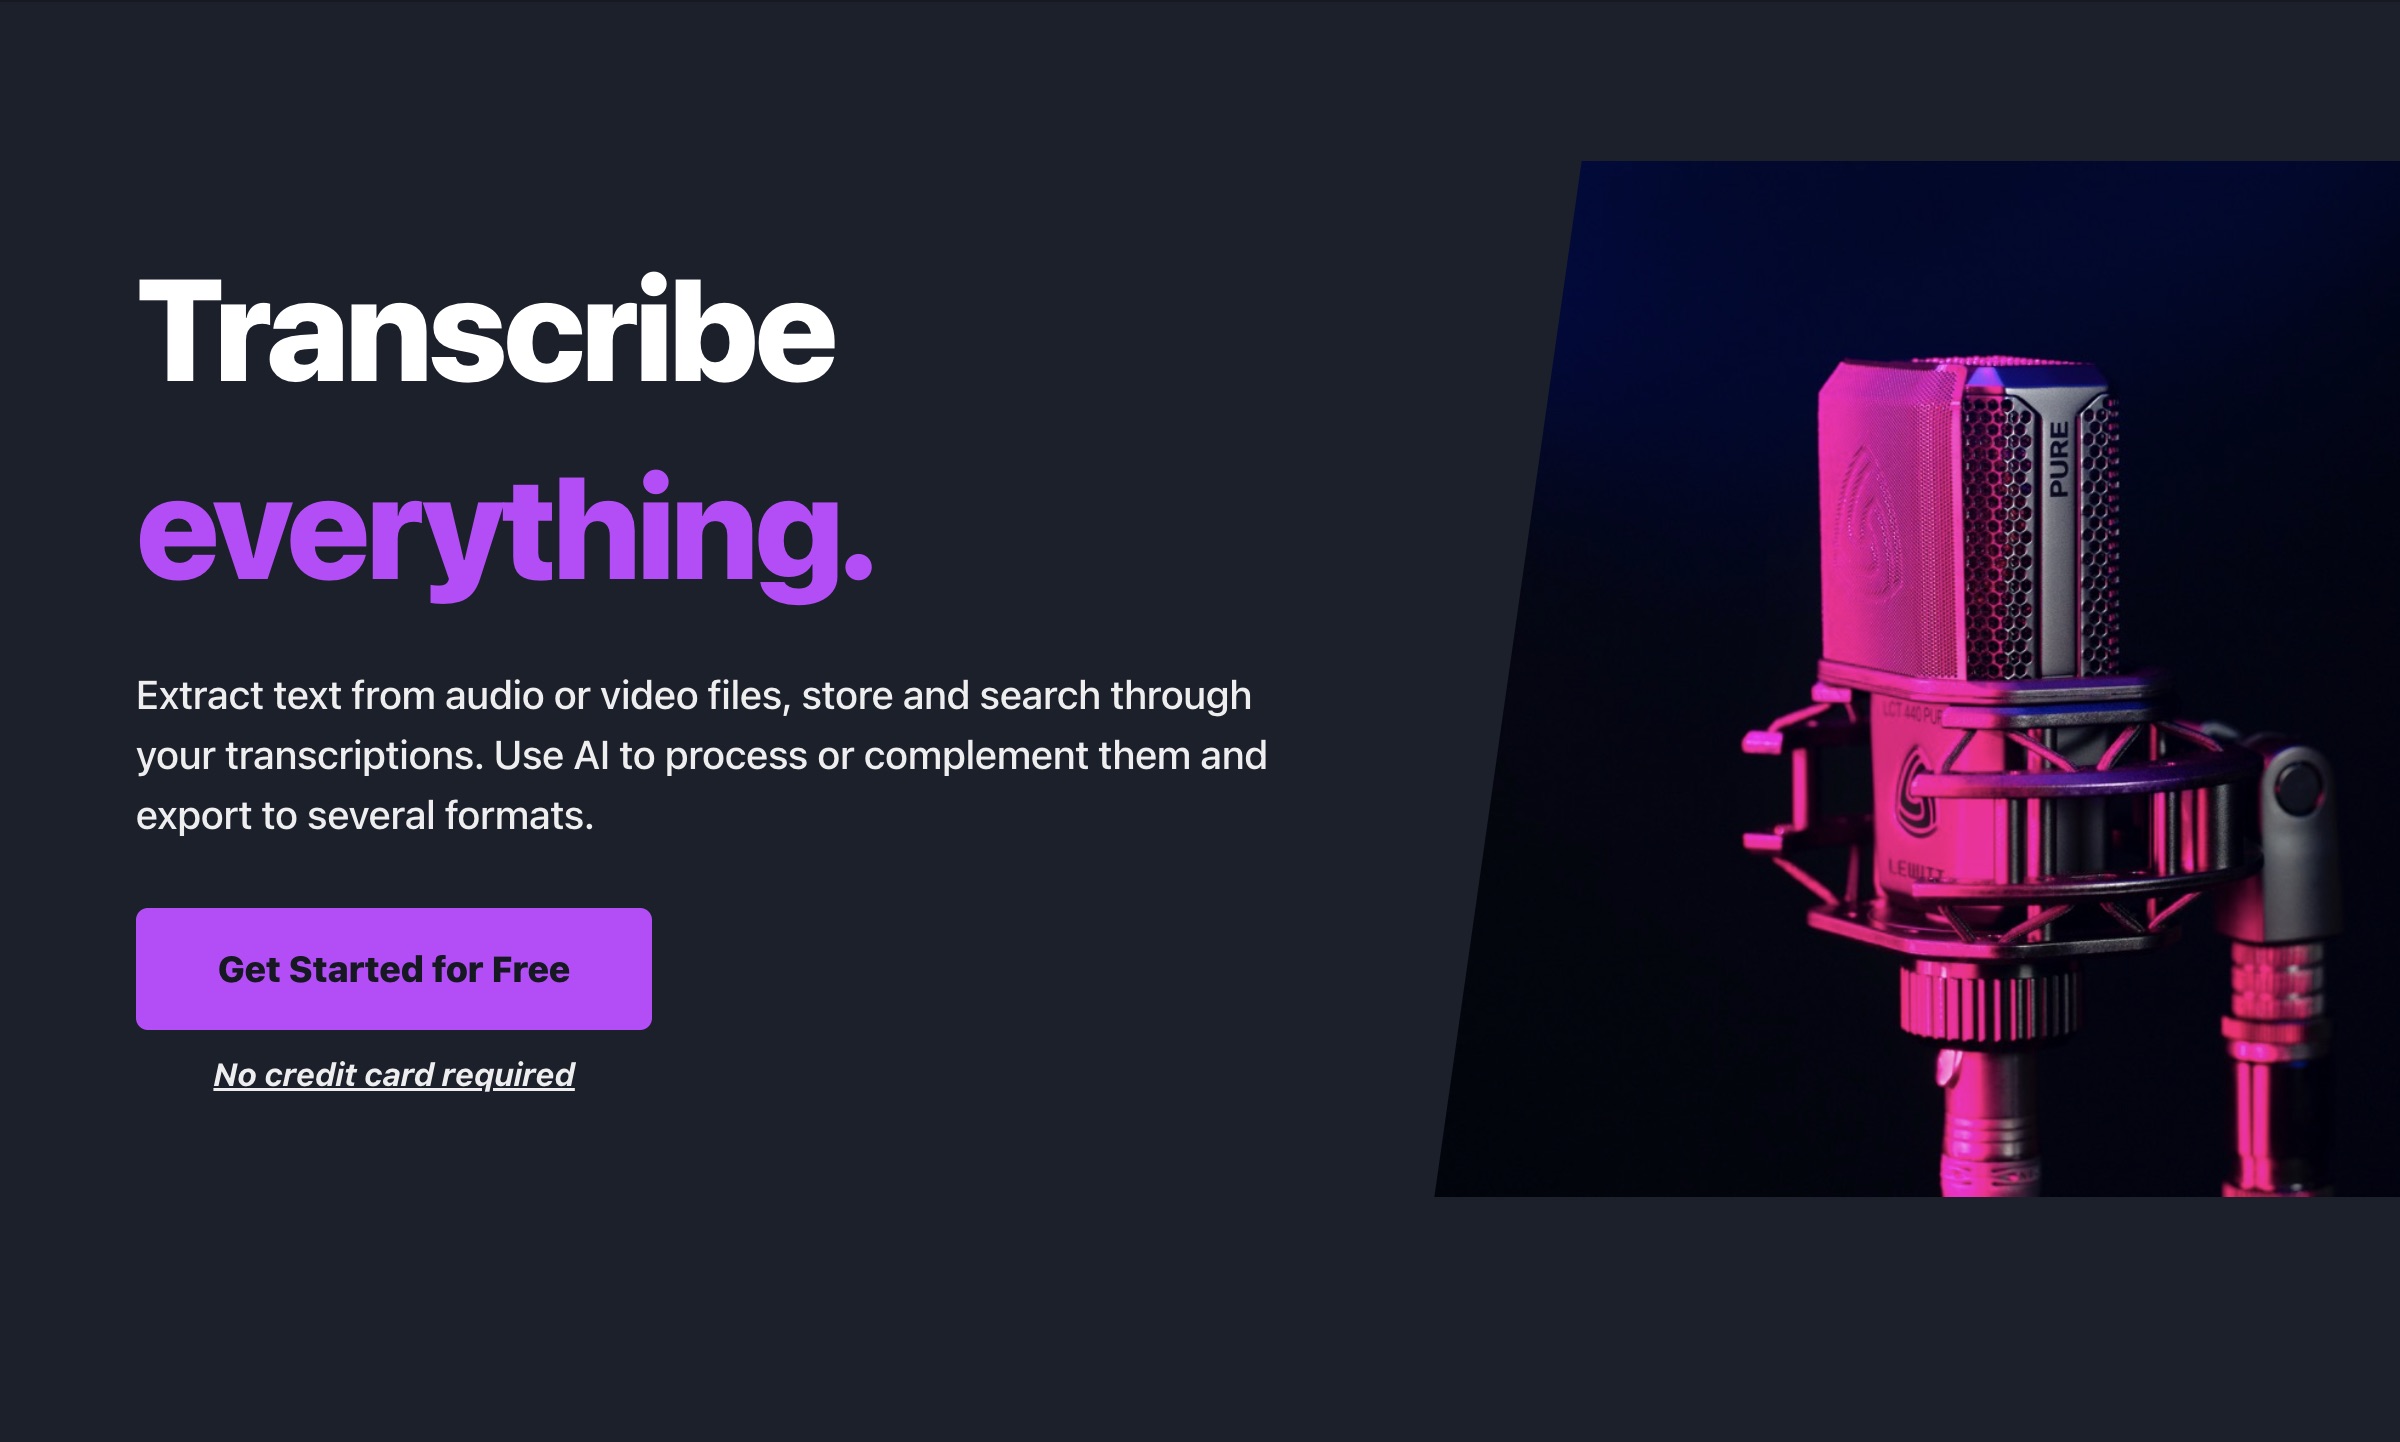 Transcribe
everything.
Extract text from audio or video files, store and search through
your transcriptions. Use AI to process or complement them and
export to several formats.
Get Started for Free
No credit card required
PURE
LCT 440 PUR
LEWITT